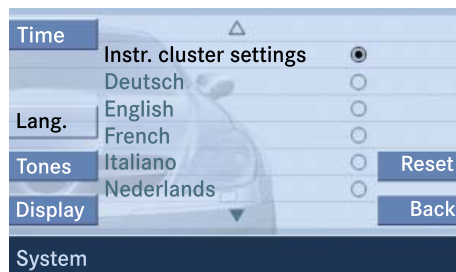 Time
Instr. cluster settings
Deutsch
English
Lang.
French
Tones
Italiano
Reset
Nederlands
Display
Back
System